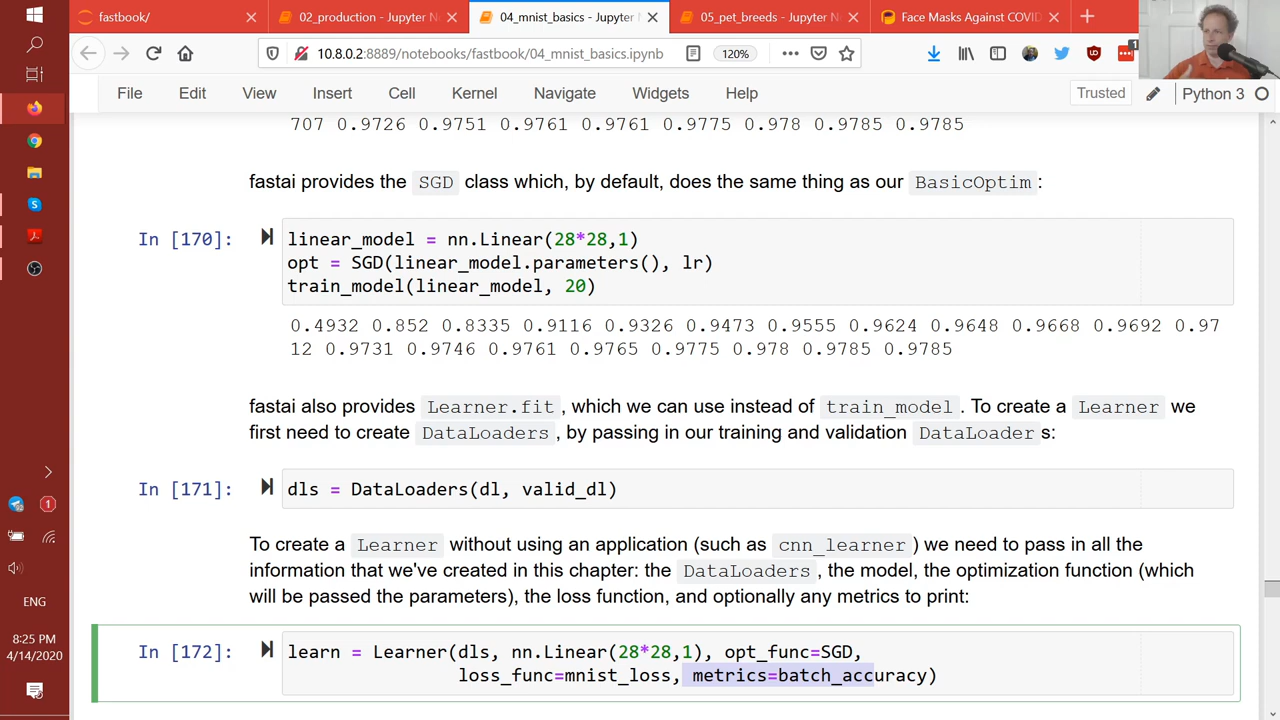 fastbook/
02_production - Jupyter N
04_mnist_basics - Jupyter N
05_pet_breeds - Jupyter N
Face Masks Against COVID
10.8.0.2:8889/notebooks/fastbook/04_mnist_basics.ipynb
120%
1
File Edit View Insert Cell Kernel Navigate Widgets Help
Trusted
Python 3
707 0.9726 0.9751 0.9761 0.9761 0.9775 0.978 0.9785 0.9785
fastai provides the SGD class which, by default, does the same thing as our BasicOptim:
In [170]:
linear_model = nn.Linear(28*28,1)
opt = SGD(linear_model.parameters(), lr)
train_model(linear_model, 20)
0.4932 0.852 0.8335 0.9116 0.9326 0.9473 0.9555 0.9624 0.9648 0.9668 0.9692 0.97
12 0.9731 0.9746 0.9761 0.9765 0.9775 0.978 0.9785 0.9785
fastai also provides Learner.fit, which we can use instead of train_model. To create a Learner we
first need to create DataLoaders, by passing in our training and validation DataLoaders:
In [171]:
dls = DataLoaders(dl, valid_dl)
To create a Learner without using an application (such as cnn_learner) we need to pass in all the
information that we've created in this chapter: the DataLoaders, the model, the optimization function (which
will be passed the parameters), the loss function, and optionally any metrics to print:
In [172]:
learn = Learner(dls, nn.Linear(28*28,1), opt_func=SGD,
loss_func=mnist_loss, metrics=batch_accuracy)
1
ENG
8:25 PM
4/14/2020